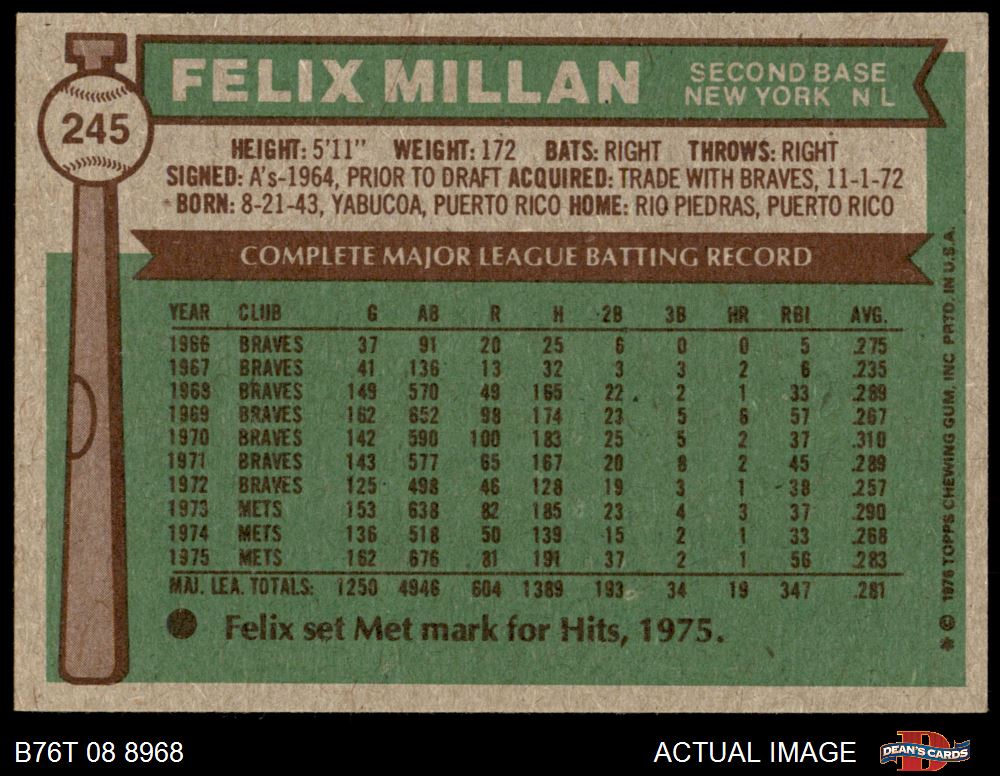 FELIX MILLAN
SECOND BASE
NEW YORK N L
245
HEIGHT: 5'11" WEIGHT: 172 BATS: RIGHT THROWS: RIGHT
SIGNED: A's-1964, PRIOR TO DRAFT ACQUIRED: TRADE WITH BRAVES, 11-1-72
BORN: 8-21-43, YABUCOA, PUERTO RICO HOME: RIO PIEDRAS, PUERTO RICO
COMPLETE MAJOR LEAGUE BATTING RECORD
YEAR CLUB G AB R H 2B 3B HR RBI AVG.
1966 BRAVES 37 91 20 25 6 0 0 5 .275
1967 BRAVES 41 136 13 32 3 3 2 6 .235
1968 BRAVES 149 570 49 165 22 2 1 33 .289
1969 BRAVES 162 652 98 174 23 5 6 57 .267
1970 BRAVES 142 590 100 183 25 5 2 37 .310
1971 BRAVES 143 577 65 167 20 8 2 45 .289
1972 BRAVES 125 498 46 128 19 3 1 38 .257
1973 METS 153 638 82 185 23 4 3 37 .290
1974 METS 136 518 50 139 15 2 1 33 .268
1975 METS 162 676 81 191 37 2 1 56 .283
MAJ. LEA. TOTALS: 1250 4946 604 1389 193 34 19 347 .281
Felix set Met mark for Hits, 1975.
* © 1976 TOPPS CHEWING GUM, INC PRTD. IN U.S.A.
B76T 08 8968
ACTUAL IMAGE
DEAN'S CARDS